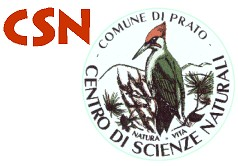 CSN
- COMUNE DI PRATO -
CENTRO DI SCIENZE NATURALI
NATURA - VITA